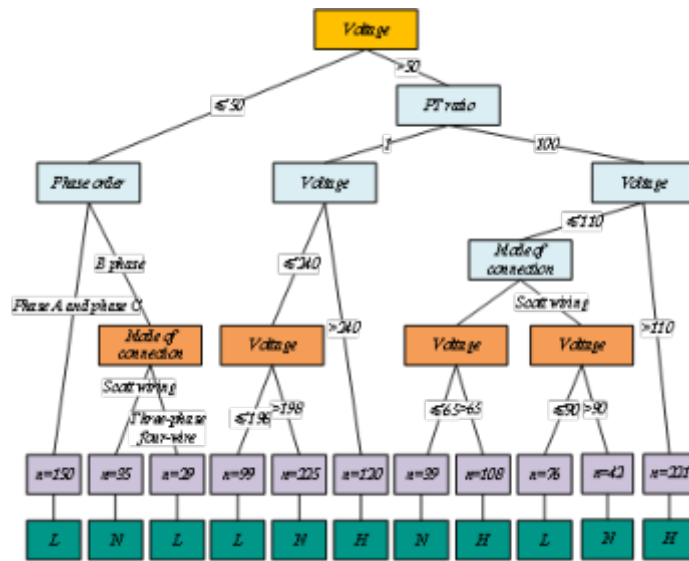 Voltage
≤50
>50
PT ratio
1
100
Phase order
Voltage
Voltage
≤110
B phase
≤240
Mode of
connection
Phase A and phase C
Scott wiring
>240
>110
Mode of
connection
Voltage
Voltage
Voltage
Scott wiring
Three-phase
four-wire
≤198
>198
≤65
>65
≤90
>90
n=150
n=35
n=29
n=99
n=225
n=120
n=39
n=108
n=76
n=42
n=221
L
N
L
L
N
H
N
H
L
N
H